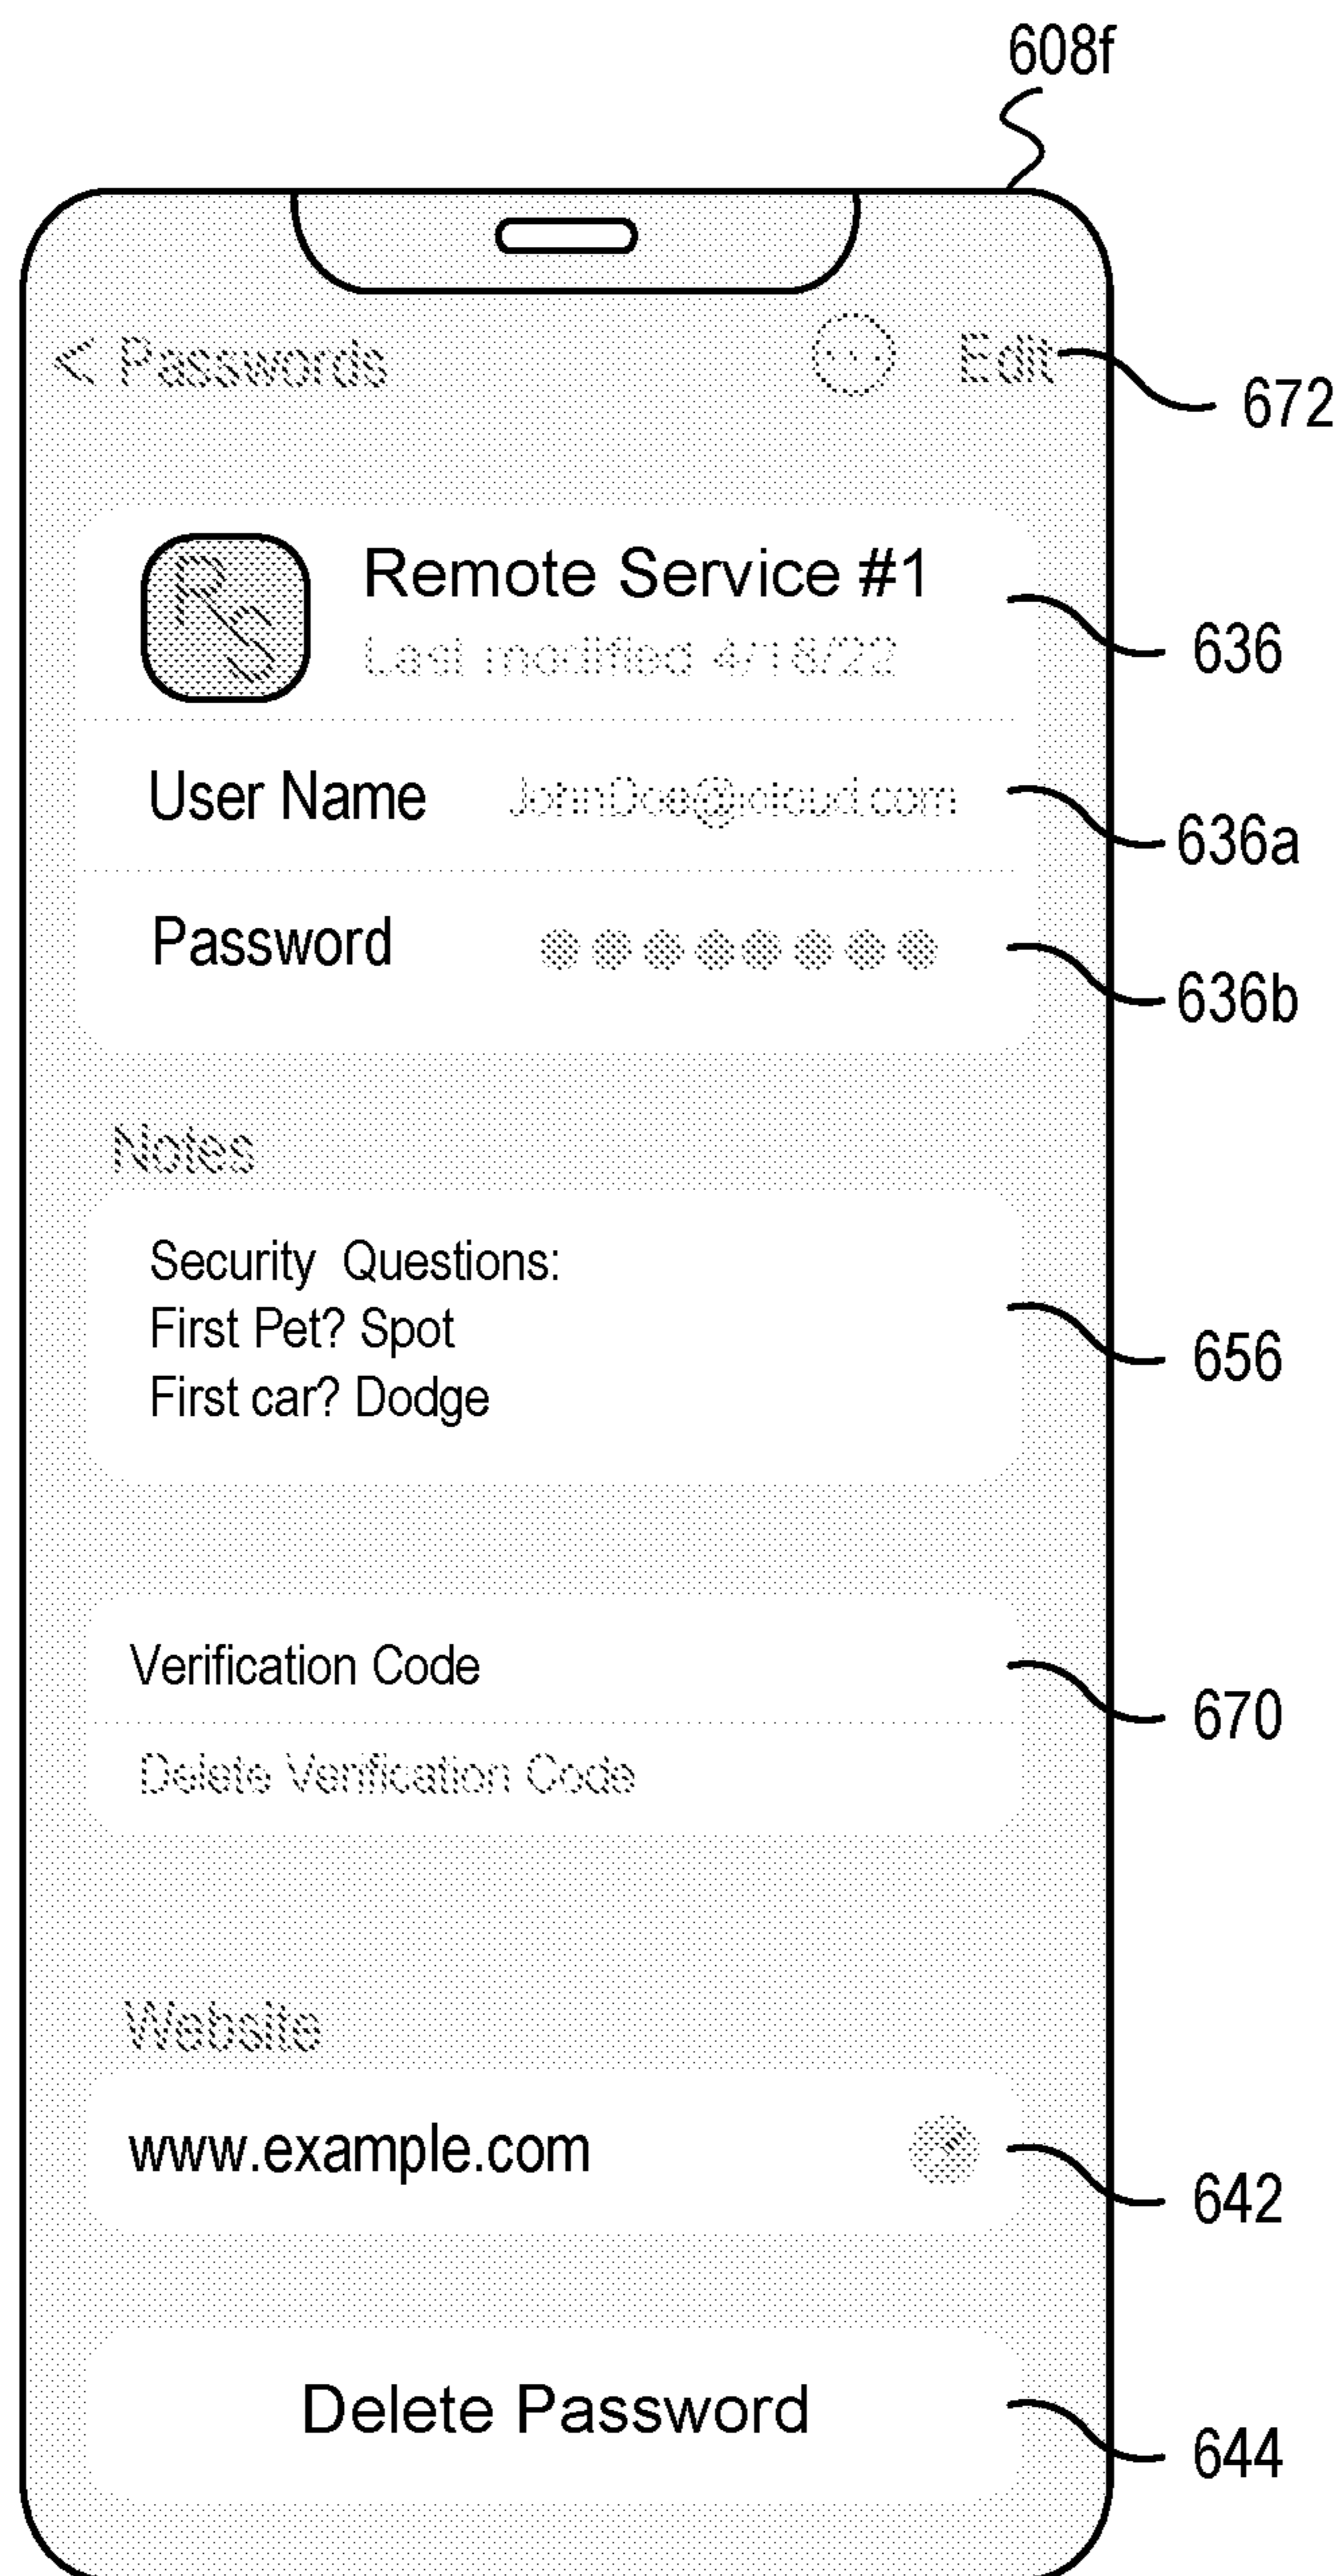 608f
< Passwords ... Edit
672
RS
Remote Service #1
636
Last modified 4/18/22
User Name JohnDoe@icloud.com
636a
Password
636b
Notes
Security Questions:
First Pet? Spot
656
First car? Dodge
Verification Code
670
Delete Verification Code
Website
www.example.com
642
Delete Password
644